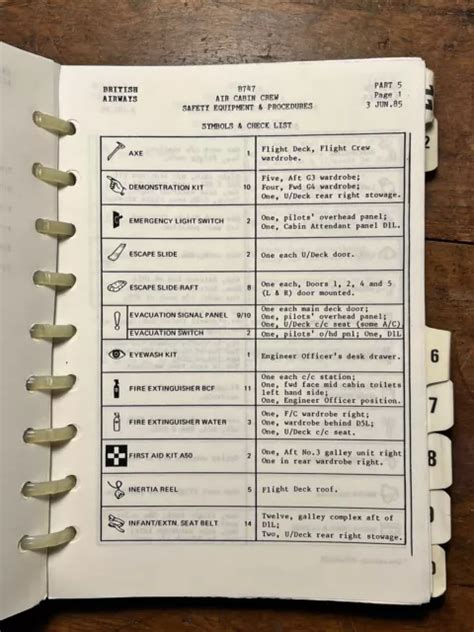 BRITISH AIRWAYS
B747
AIR CABIN CREW
SAFETY EQUIPMENT & PROCEDURES
PART 5
Page 1
3 JUN.85
SYMBOLS & CHECK LIST
AXE 1 Flight Deck, Flight Crew
wardrobe.
DEMONSTRATION KIT 10 Five, Aft G3 wardrobe;
Four, Fwd G4 wardrobe;
One, U/Deck rear right stowage.
EMERGENCY LIGHT SWITCH 2 One, pilots' overhead panel;
One, Cabin Attendant panel D1L.
ESCAPE SLIDE 2 One each U/Deck door.
ESCAPE SLIDE-RAFT 8 One each, Doors 1, 2, 4 and 5
(L & R) door mounted.
EVACUATION SIGNAL PANEL 9/10 One each main deck door;
One, pilots' overhead panel;
One, U/Deck c/c seat (some A/C).
EVACUATION SWITCH 2 One, pilots' o/hd pnl; One, D1L
EYEWASH KIT 1 Engineer Officer's desk drawer.
FIRE EXTINGUISHER BCF 11 One each c/c station;
One, fwd face mid cabin toilets
left hand side;
One, Engineer Officer position.
FIRE EXTINGUISHER WATER 3 One, F/C wardrobe right;
One, wardrobe behind D5L;
One, U/Deck c/c seat.
FIRST AID KIT A50 2 One, Aft No.3 galley unit right
One in rear wardrobe right.
INERTIA REEL 5 Flight Deck roof.
INFANT/EXTN. SEAT BELT 14 Twelve, galley complex aft of
D1L;
Two, U/Deck rear right stowage.
2
6
7
8